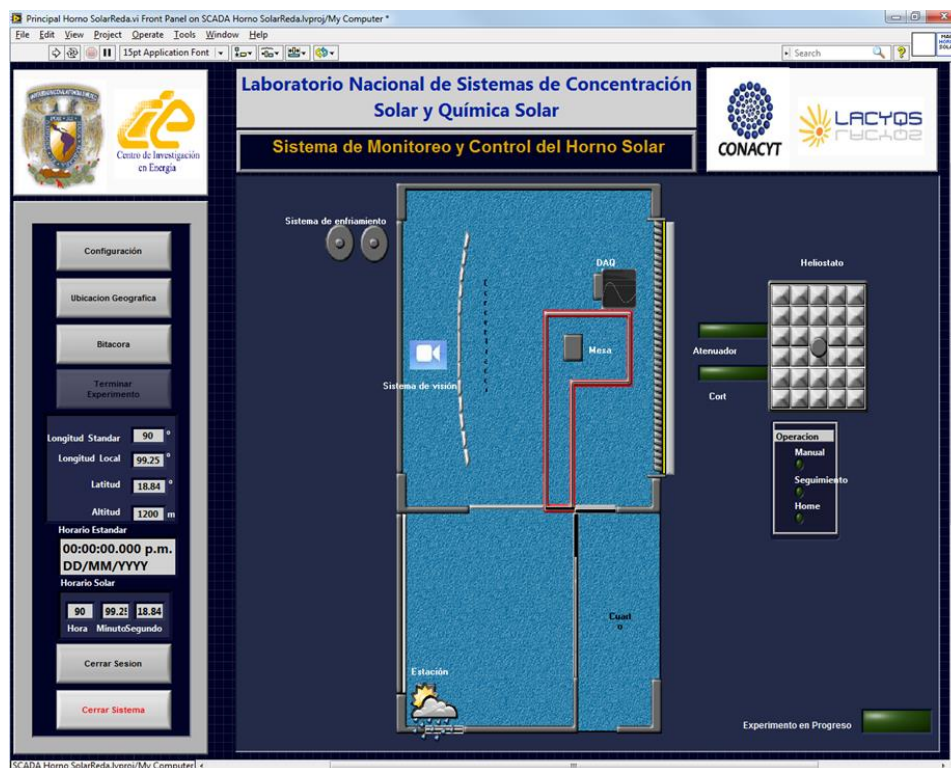 Principal Horno SolarReda.vi Front Panel on SCADA Horno SolarReda.lvproj/My Computer *
File Edit View Project Operate Tools Window Help
15pt Application Font
Search
Centro de Investigación
en Energía
Laboratorio Nacional de Sistemas de Concentración
Solar y Química Solar
Sistema de Monitoreo y Control del Horno Solar
CONACYT
LACYQS
Configuración
Ubicacion Geografica
Bitacora
Terminar
Experimento
Longitud Standar 90 °
Longitud Local 99.25 °
Latitud 18.84 °
Altitud 1200 m
Horario Estandar
00:00:00.000 p.m.
DD/MM/YYYY
Horario Solar
90 99.25 18.84
Hora Minuto Segundo
Cerrar Sesion
Cerrar Sistema
Sistema de enfriamiento
DAQ
Mesa
Sistema de visión
Heliostato
Atenuador
Cort
Operacion
Manual
Seguimiento
Home
Cuart
o
Estación
Experimento en Progreso
SCADA Horno SolarReda.lvproj/My Computer